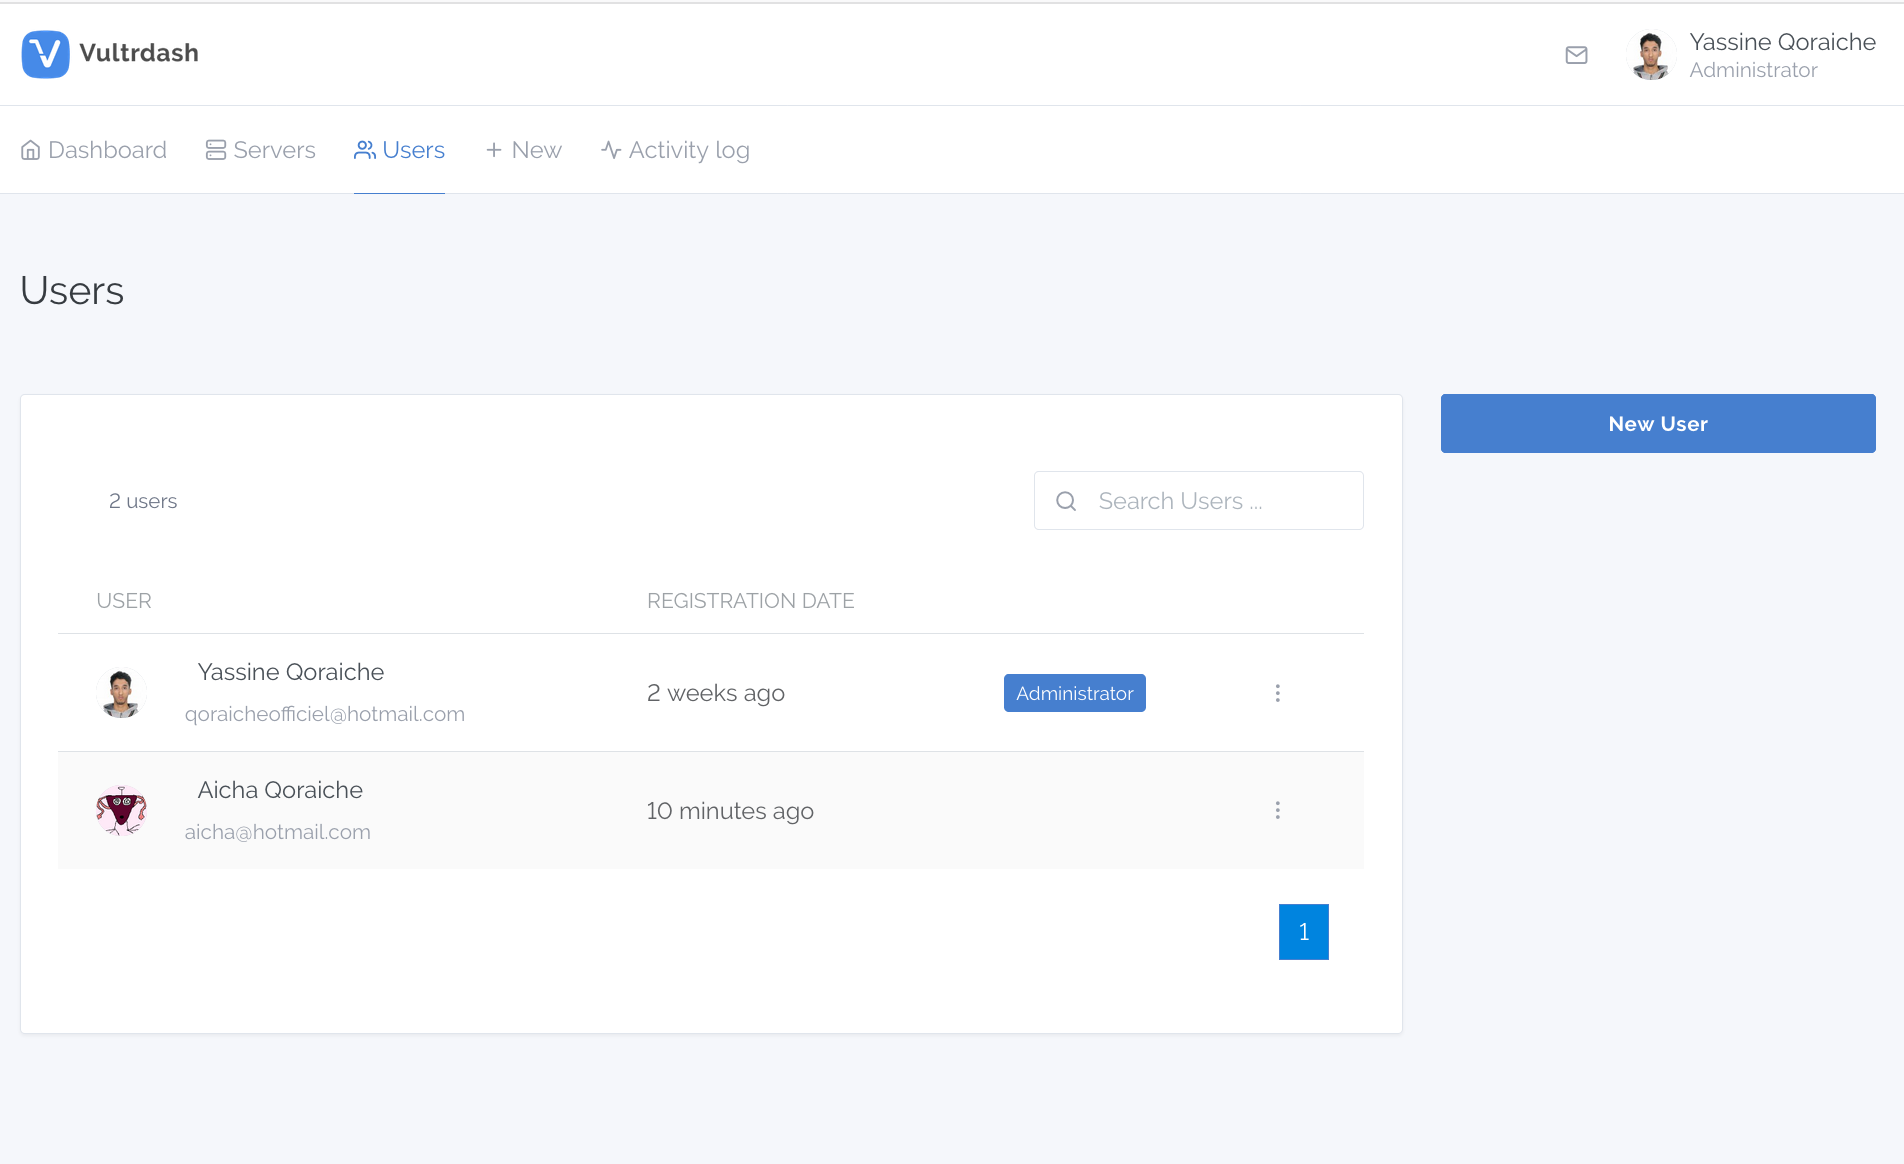 Vultrdash
Yassine Qoraiche
Administrator
Dashboard
Servers
Users
New
Activity log
Users
2 users
Search Users ...
New User
USER
REGISTRATION DATE
Yassine Qoraiche
qoraicheofficiel@hotmail.com
2 weeks ago
Administrator
Aicha Qoraiche
aicha@hotmail.com
10 minutes ago
1